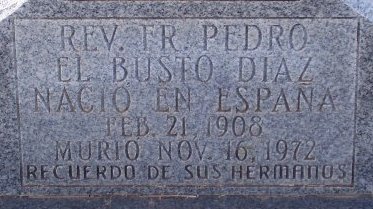 REV. FR. PEDRO
EL BUSTO DIAZ
NACIO EN ESPAÑA
FEB. 21, 1908
MURIO NOV. 16, 1972
RECUERDO DE SUS HERMANOS